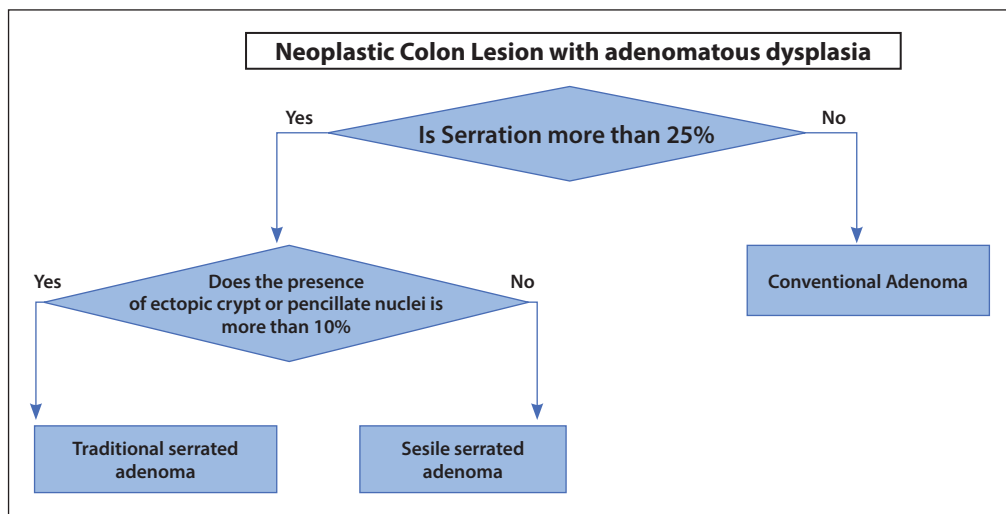 Neoplastic Colon Lesion with adenomatous dysplasia
Yes
Is Serration more than 25%
No
Yes
Does the presence
of ectopic crypt or pencillate nuclei is
more than 10%
No
Conventional Adenoma
Traditional serrated
adenoma
Sesile serrated
adenoma